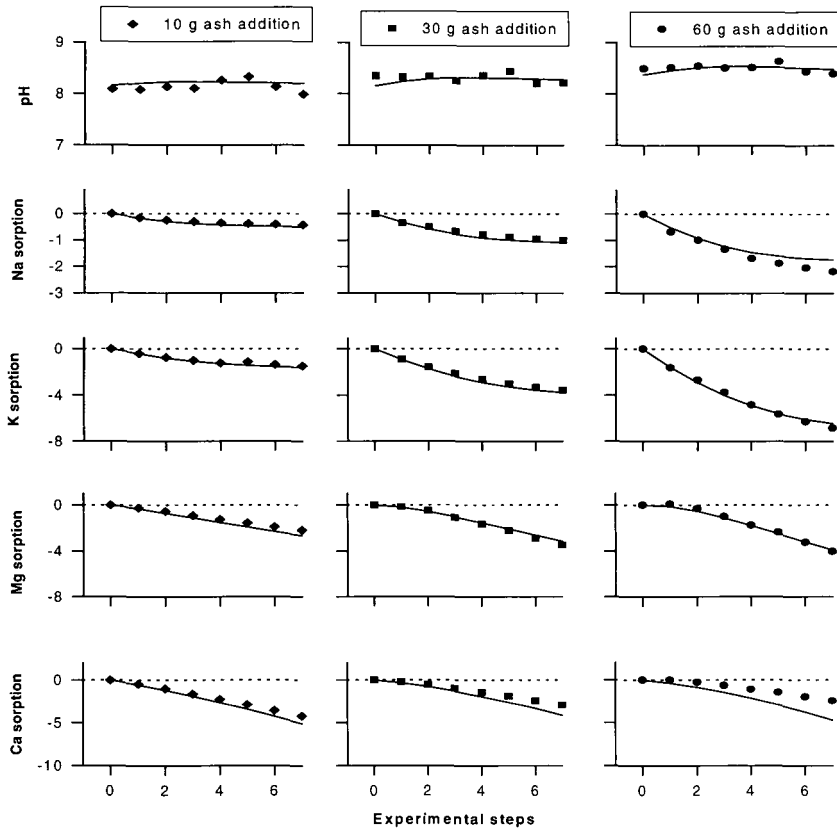 10 g ash addition
30 g ash addition
60 g ash addition
pH
9
8
7
Na sorption
0
-1
-2
-3
K sorption
0
-4
-8
Mg sorption
0
-4
-8
Ca sorption
0
-5
-10
0 2 4 6
0 2 4 6
0 2 4 6
Experimental steps